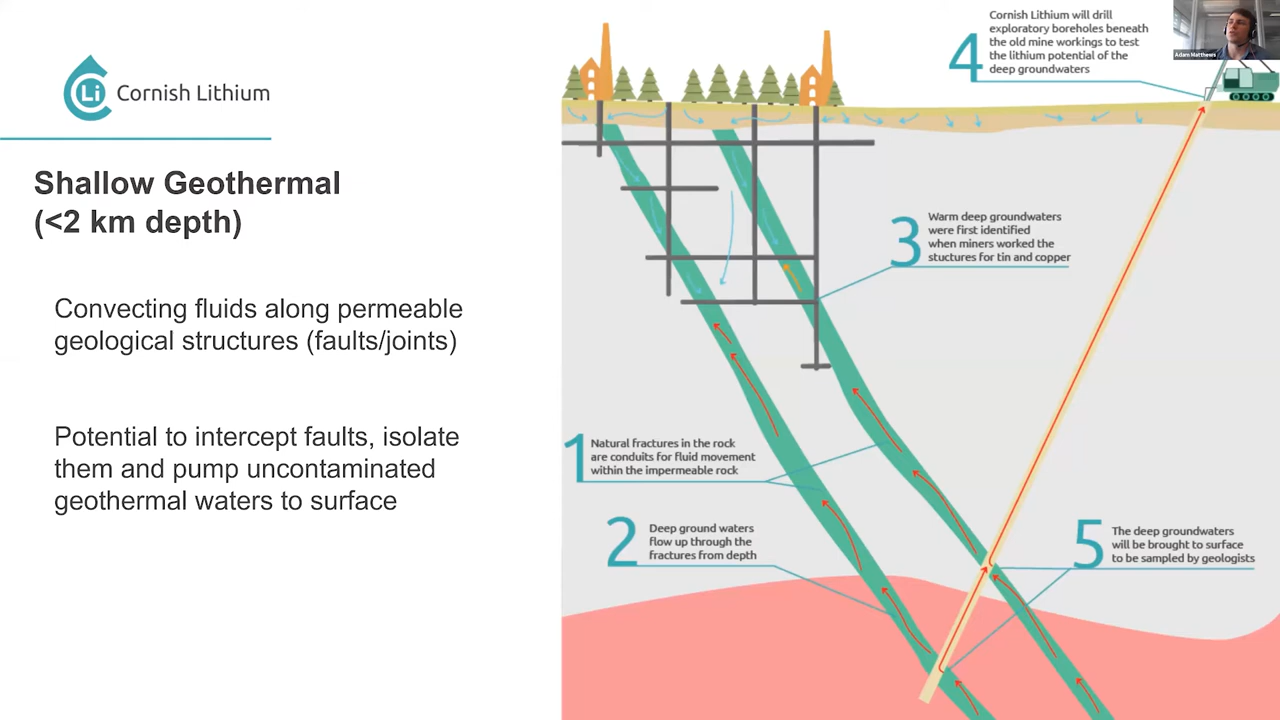 Li
Cornish Lithium
Shallow Geothermal
(<2 km depth)
Convecting fluids along permeable
geological structures (faults/joints)
Potential to intercept faults, isolate
them and pump uncontaminated
geothermal waters to surface
4
Cornish Lithium will drill
exploratory boreholes beneath
the old mine workings to test
the lithium potential of the
deep groundwaters
Adam Matthews
3
Warm deep groundwaters
were first identified
when miners worked the
stuctures for tin and copper
1
Natural fractures in the rock
are conduits for fluid movement
within the impermeable rock
2
Deep ground waters
flow up through the
fractures from depth
5
The deep groundwaters
will be brought to surface
to be sampled by geologists